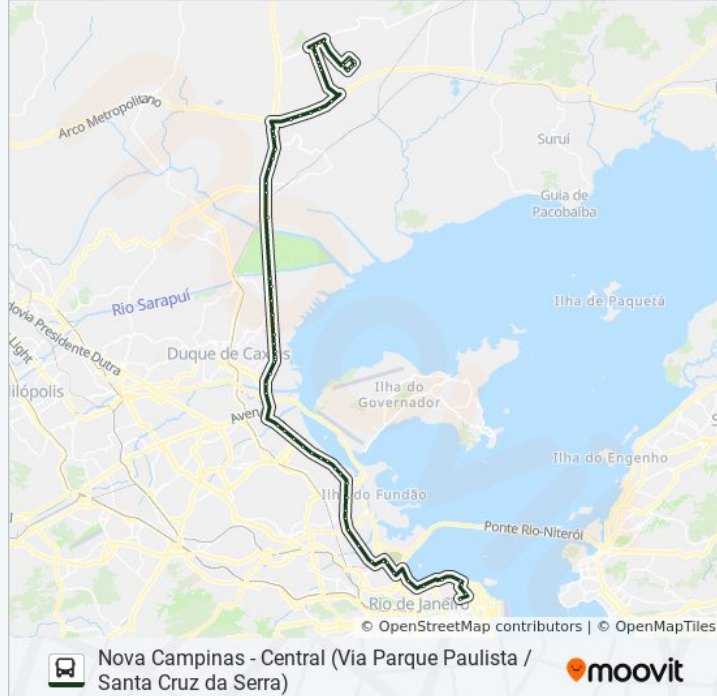 Arco Metropolitano
Suruí
Guia de
Pacobaíba
Rio Sarapuí
Ilha de Paquetá
dovia Presidente Dutra
Light
Duque de Caxias
Nilópolis
Ilha do
Governador
Aven
Ilha do Engenho
Ilha do Fundão
Ponte Rio-Niterói
Rio de Janeiro
© OpenStreetMap contributors | © OpenMapTiles
Nova Campinas - Central (Via Parque Paulista /
Santa Cruz da Serra)
moovit